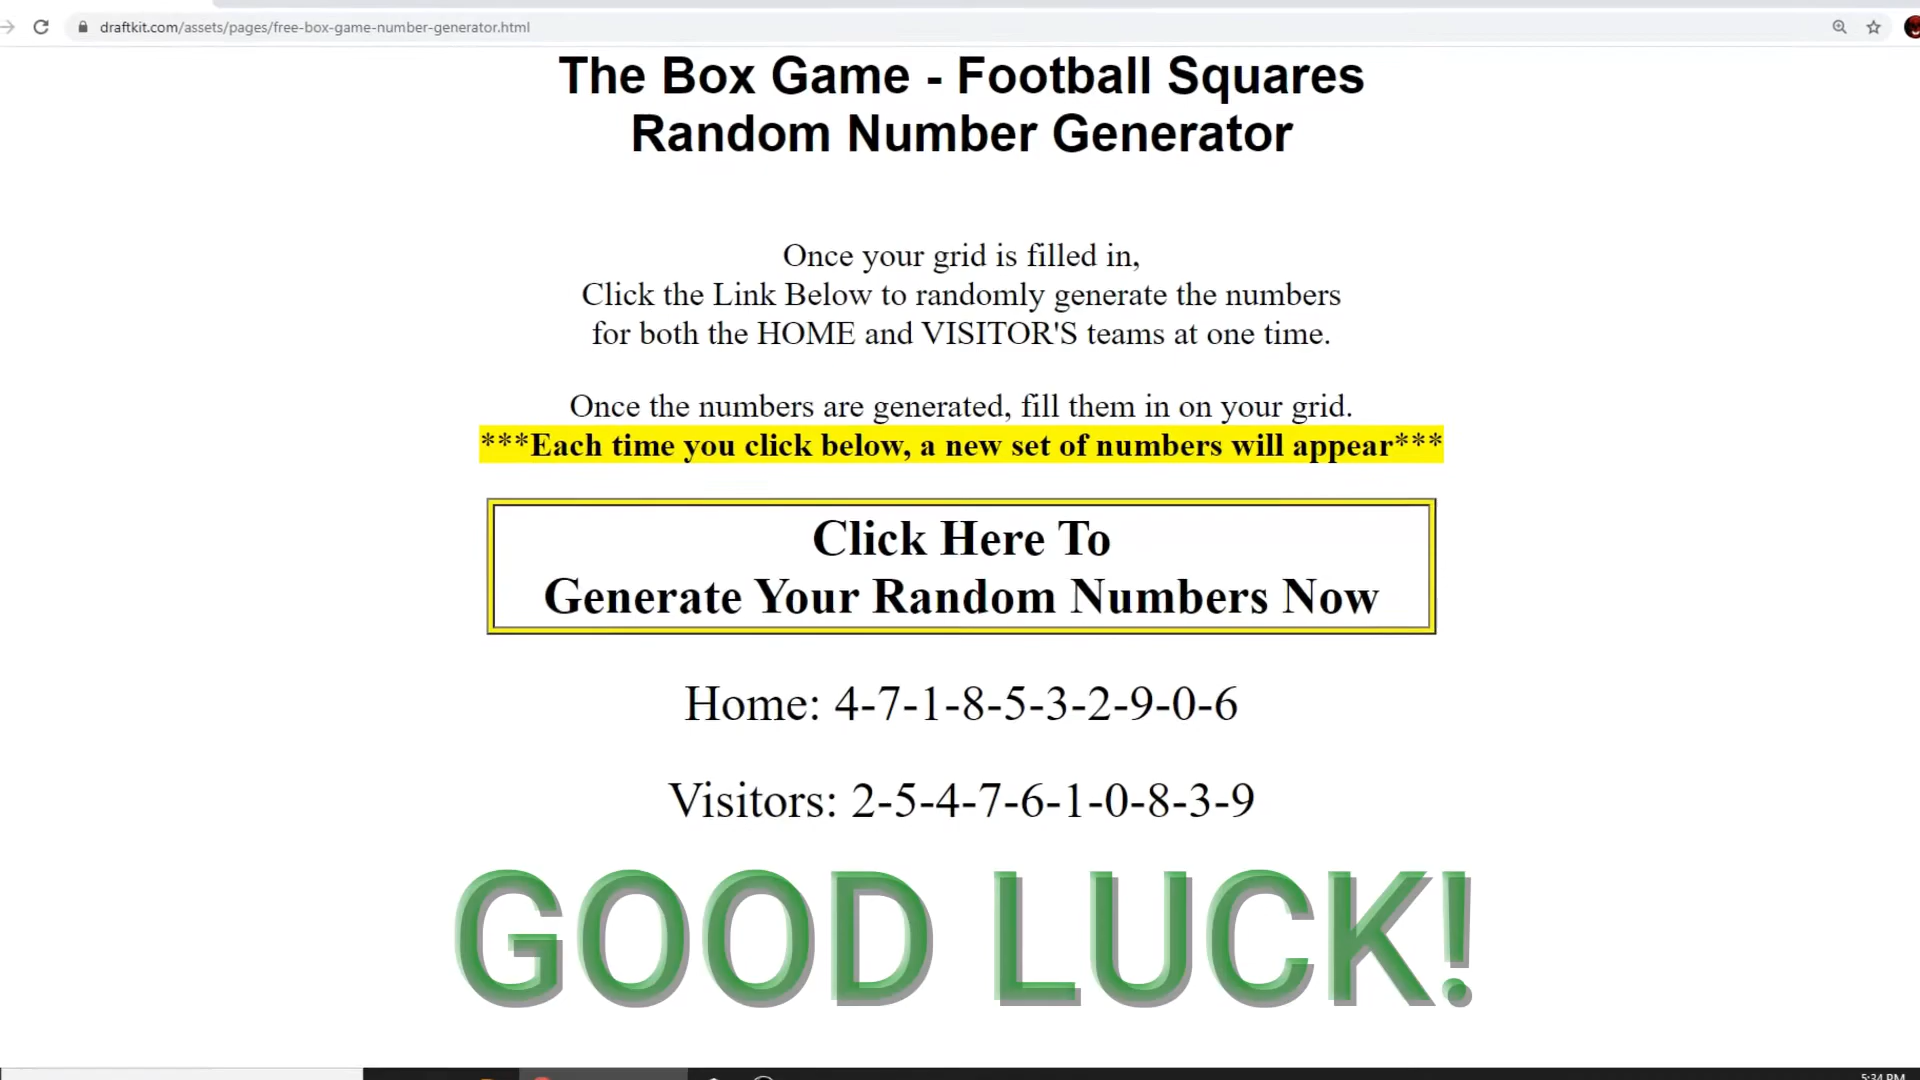 draftkit.com/assets/pages/free-box-game-number-generator.html
The Box Game - Football Squares
Random Number Generator
Once your grid is filled in,
Click the Link Below to randomly generate the numbers
for both the HOME and VISITOR'S teams at one time.
Once the numbers are generated, fill them in on your grid.
***Each time you click below, a new set of numbers will appear***
Click Here To
Generate Your Random Numbers Now
Home: 4-7-1-8-5-3-2-9-0-6
Visitors: 2-5-4-7-6-1-0-8-3-9
GOOD LUCK!
5:34 PM